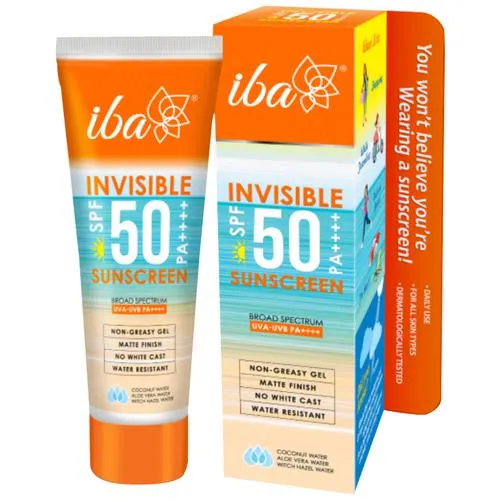 iba®
INVISIBLE
SPF
50
PA++++
SUNSCREEN
BROAD SPECTRUM
UVA-UVB PA++++
NON-GREASY GEL
MATTE FINISH
NO WHITE CAST
WATER RESISTANT
COCONUT WATER
ALOE VERA WATER
WITCH HAZEL WATER
iba®
INVISIBLE
SPF
50
PA++++
SUNSCREEN
BROAD SPECTRUM
UVA-UVB PA++++
NON-GREASY GEL
MATTE FINISH
NO WHITE CAST
WATER RESISTANT
COCONUT WATER
ALOE VERA WATER
WITCH HAZEL WATER
You won't believe you're
Wearing a sunscreen!
• DAILY USE
• FOR ALL SKIN TYPES
• DERMATOLOGICALLY TESTED